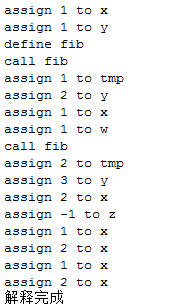 assign 1 to x
assign 1 to y
define fib
call fib
assign 1 to tmp
assign 2 to y
assign 1 to x
assign 1 to w
call fib
assign 2 to tmp
assign 3 to y
assign 2 to x
assign -1 to z
assign 1 to x
assign 2 to x
assign 1 to x
assign 2 to x
解释完成